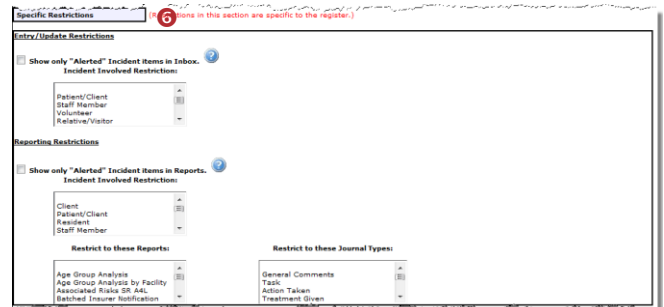 Specific Restrictions
6
(R tions in this section are specific to the register.)
Entry/Update Restrictions
Show only "Alerted" Incident items in Inbox. ?
Incident Involved Restriction:
Patient/Client
Staff Member
Volunteer
Relative/Visitor
Reporting Restrictions
Show only "Alerted" Incident items in Reports. ?
Incident Involved Restriction:
Client
Patient/Client
Resident
Staff Member
Restrict to these Reports: Restrict to these Journal Types:
Age Group Analysis General Comments
Age Group Analysis by Facility Task
Associated Risks SR A4L Action Taken
Batched Insurer Notification Treatment Given